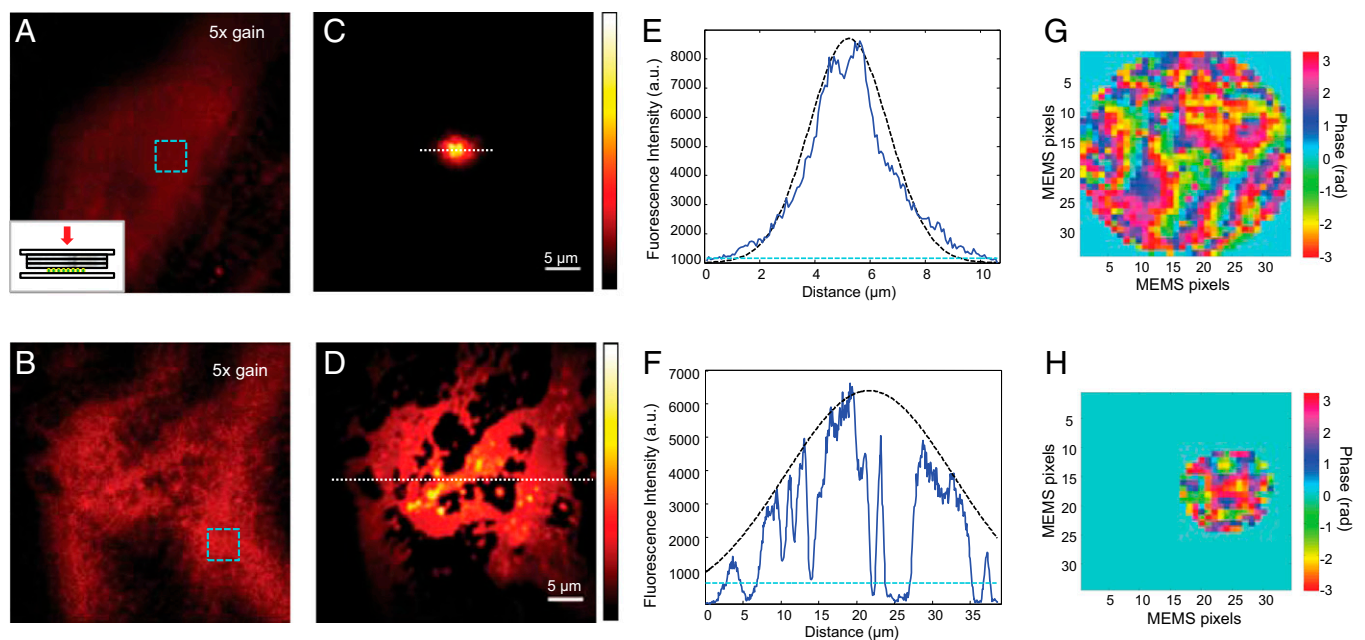 A
5x gain
C
5 µm
E
Fuorescence Intensity (a.u.)
8000
7000
6000
5000
4000
3000
2000
1000
0 2 4 6 8 10
Distance (µm)
G
MEMS pixels
5
10
15
20
25
30
5 10 15 20 25 30
MEMS pixels
3
2
1
0
-1
-2
-3
Phase (rad)
B
5x gain
D
5 µm
F
Fluorescence Intensity (a.u.)
7000
6000
5000
4000
3000
2000
1000
0
0 5 10 15 20 25 30 35
Distance (µm)
H
MEMS pixels
5
10
15
20
25
30
5 10 15 20 25 30
MEMS pixels
3
2
1
0
-1
-2
-3
Phase (rad)